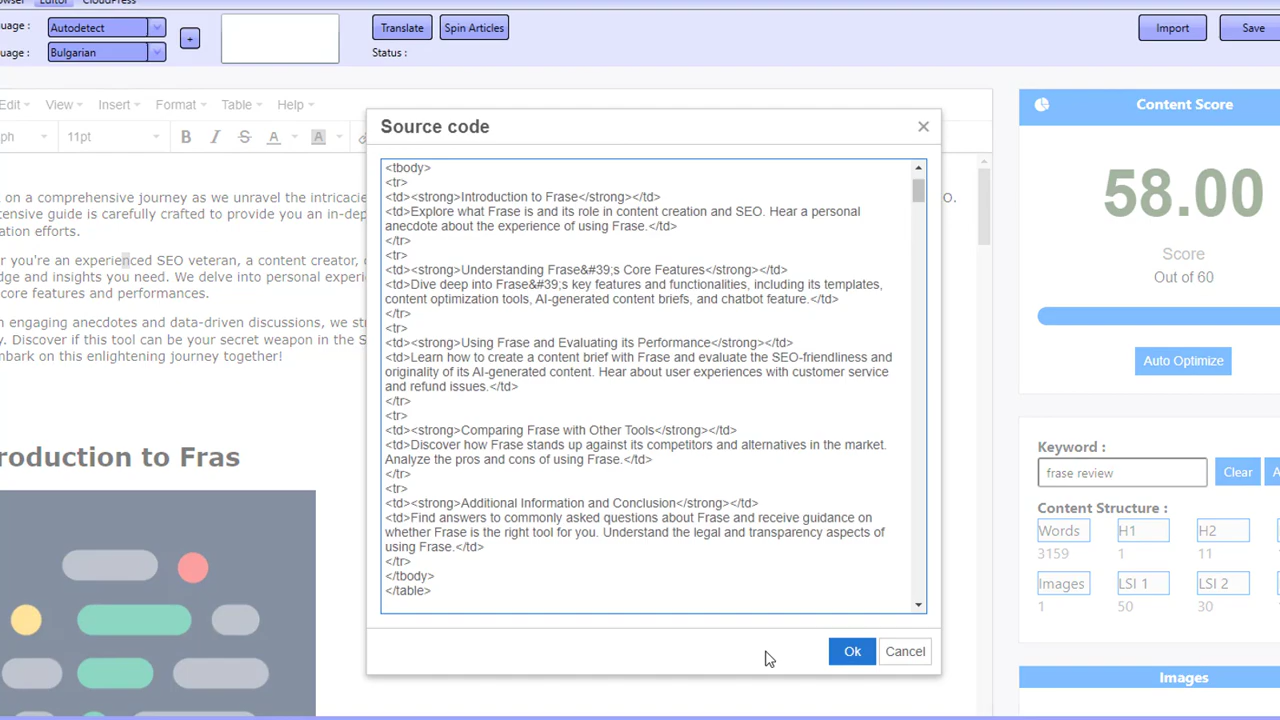 owser Editor CloudPress
uage : Autodetect
uage : Bulgarian
+
Translate Spin Articles
Status :
Import Save
Edit View Insert Format Table Help
ph 11pt B I S A A
on a comprehensive journey as we unravel the intricacie
O.
tensive guide is carefully crafted to provide you an in-dep
ation efforts.
r you're an experienced SEO veteran, a content creator,
dge and insights you need. We delve into personal experi
core features and performances.
n engaging anecdotes and data-driven discussions, we str
y. Discover if this tool can be your secret weapon in the S
mbark on this enlightening journey together!
roduction to Fras
Source code
<tbody>
<tr>
<td><strong>Introduction to Frase</strong></td>
<td>Explore what Frase is and its role in content creation and SEO. Hear a personal
anecdote about the experience of using Frase.</td>
</tr>
<tr>
<td><strong>Understanding Frase&#39;s Core Features</strong></td>
<td>Dive deep into Frase&#39;s key features and functionalities, including its templates,
content optimization tools, AI-generated content briefs, and chatbot feature.</td>
</tr>
<tr>
<td><strong>Using Frase and Evaluating its Performance</strong></td>
<td>Learn how to create a content brief with Frase and evaluate the SEO-friendliness and
originality of its AI-generated content. Hear about user experiences with customer service
and refund issues.</td>
</tr>
<tr>
<td><strong>Comparing Frase with Other Tools</strong></td>
<td>Discover how Frase stands up against its competitors and alternatives in the market.
Analyze the pros and cons of using Frase.</td>
</tr>
<tr>
<td><strong>Additional Information and Conclusion</strong></td>
<td>Find answers to commonly asked questions about Frase and receive guidance on
whether Frase is the right tool for you. Understand the legal and transparency aspects of
using Frase.</td>
</tr>
</tbody>
</table>
Ok Cancel
Content Score
58.00
Score
Out of 60
Auto Optimize
Keyword :
frase review Clear A
Content Structure :
Words H1 H2
3159 1 11
Images LSI 1 LSI 2
1 50 30
Images